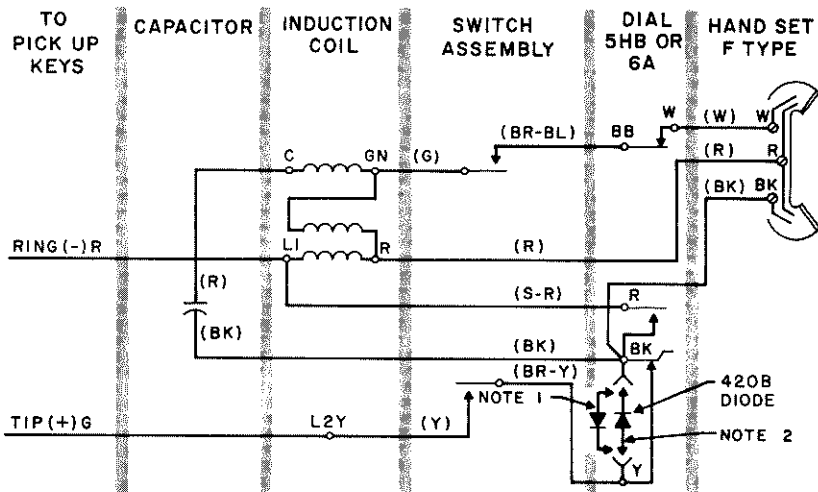 TO PICK UP KEYS
CAPACITOR
INDUCTION COIL
SWITCH ASSEMBLY
DIAL 5HB OR 6A
HAND SET F TYPE
(BR-BL)
BB
W
(W)
W
C
GN
(G)
(R)
R
(BK)
BK
RING(-)R
L1
R
(R)
(R)
(S-R)
R
(BK)
(BK)
BK
(BR-Y)
NOTE 1
420B DIODE
TIP(+)G
L2Y
(Y)
NOTE 2
Y